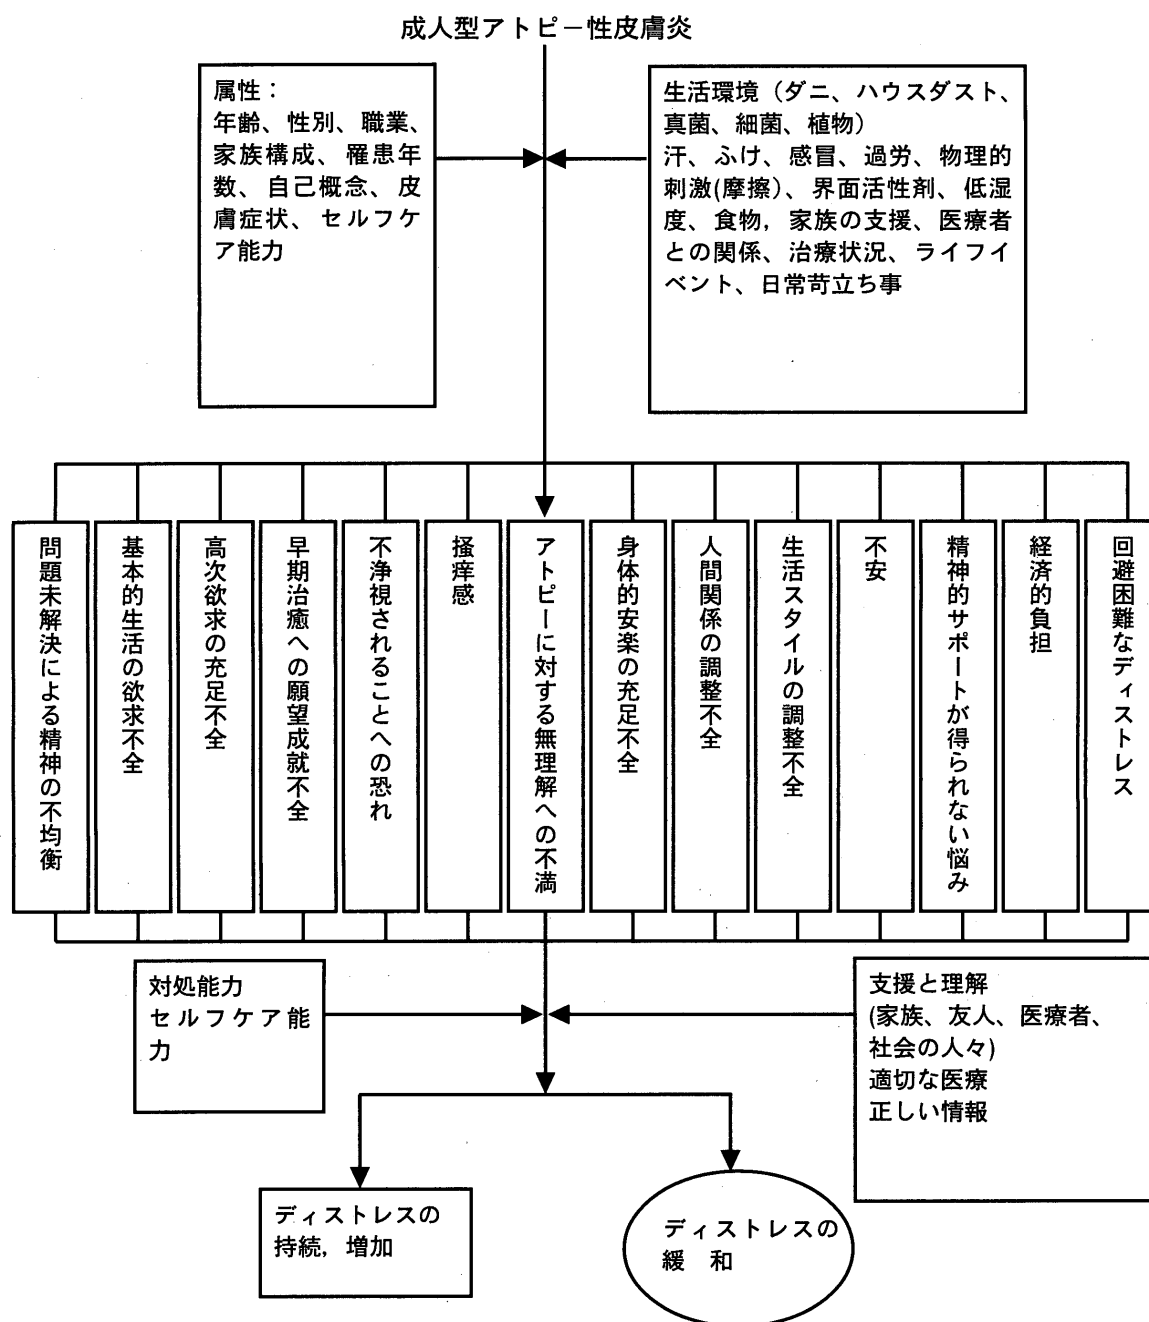 成人型アトピー性皮膚炎
属性：
年齢、性別、職業、
家族構成、罹患年
数、自己概念、皮
膚症状、セルフケ
ア能力
生活環境（ダニ、ハウスダスト、
真菌、細菌、植物）
汗、ふけ、感冒、過労、物理的
刺激(摩擦）、界面活性剤、低湿
度、食物，家族の支援、医療者
との関係、治療状況、ライフイ
ベント、日常苛立ち事
問題未解決による精神の不均衡
基本的生活の欲求不全
高次欲求の充足不全
早期治癒への願望成就不全
不浄視されることへの恐れ
掻痒感
アトピーに対する無理解への不満
身体的安楽の充足不全
人間関係の調整不全
生活スタイルの調整不全
不安
精神的サポートが得られない悩み
経済的負担
回避困難なディストレス
対処能力
セルフケア能
力
支援と理解
(家族、友人、医療者、
社会の人々)
適切な医療
正しい情報
ディストレスの
持続，増加
ディストレスの
緩　和